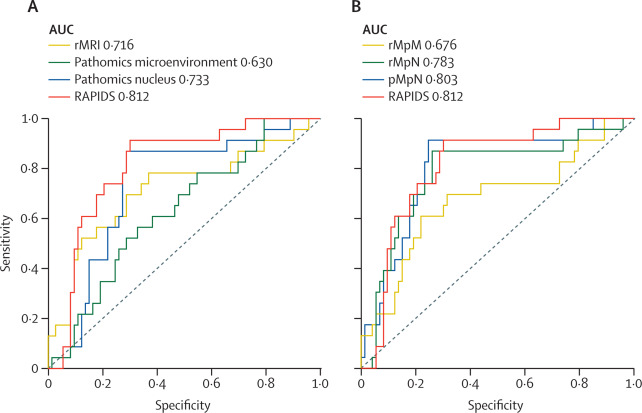 A
AUC
rMRI 0·716
Pathomics microenvironment 0·630
Pathomics nucleus 0·733
RAPIDS 0·812
1·0
0·8
0·6
0·4
0·2
0
Sensitivity
0 0·2 0·4 0·6 0·8 1·0
Specificity
B
AUC
rMpM 0·676
rMpN 0·783
pMpN 0·803
RAPIDS 0·812
1·0
0·8
0·6
0·4
0·2
0
0 0·2 0·4 0·6 0·8 1·0
Specificity